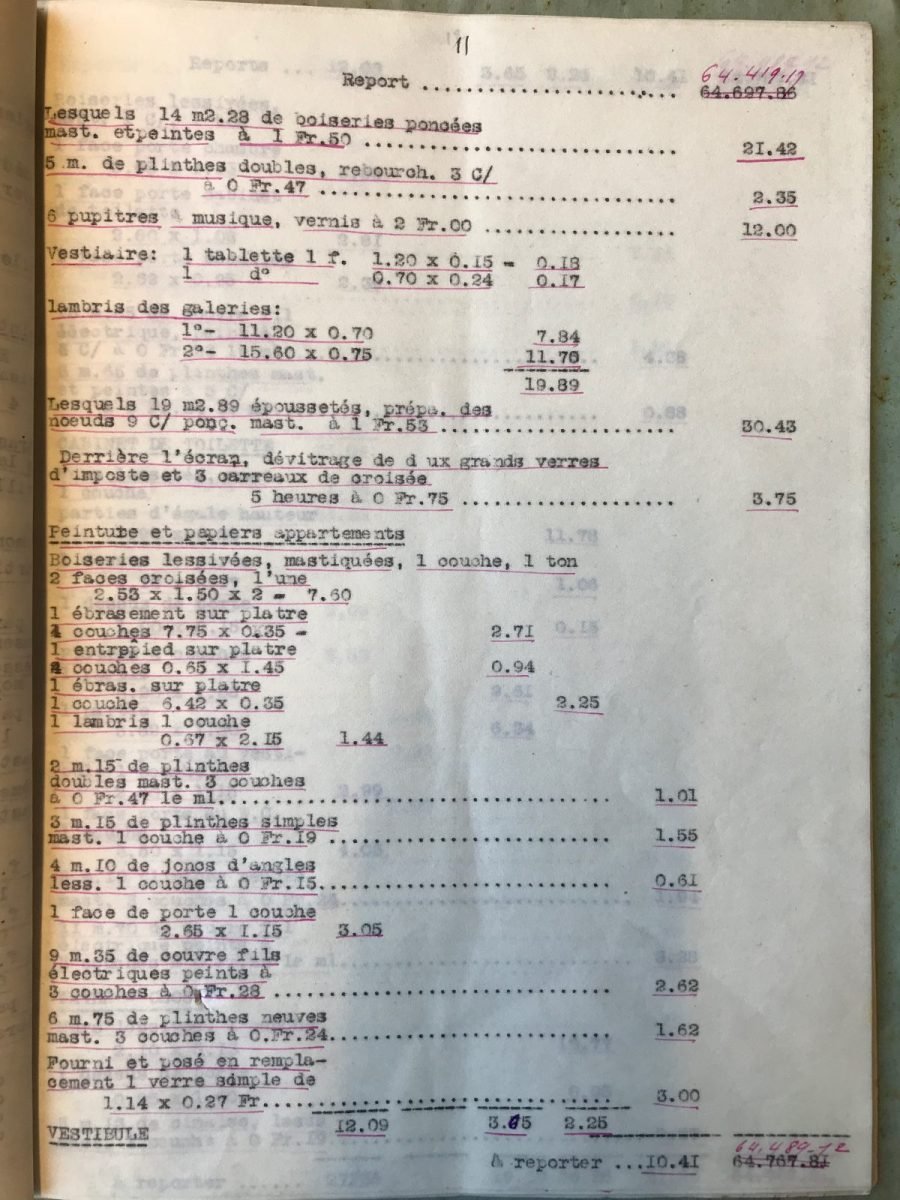 11
64.419.17
Report .......................... 64.697.86
Lesquels 14 m2.28 de boiseries poncées
mast. etpeintes à 1 Fr.50 .............................. 21.42
5 m. de plinthes doubles, rebourch. 3 C/
à 0 Fr.47 .................................. 2.35
6 pupitres à musique, vernis à 2 Fr.00 ................... 12.00
Vestiaire: 1 tablette 1 f. 1.20 x 0.15 - 0.18
1 d° 0.70 x 0.24 0.17
lambris des galeries:
1°- 11.20 x 0.70 7.84
2°- 15.60 x 0.75 11.70
19.89
Lesquels 19 m2.89 époussetés, prépa. des
noeuds 9 C/ ponç. mast. à 1 Fr.53 ....................... 30.43
Derrière l'écran, dévitrage de d ux grands verres
d'imposte et 3 carreaux de croisée
5 heures à 0 Fr.75 .................... 3.75
Peinture et papiers appartements
Boiseries lessivées, mastiquées, 1 couche, 1 ton
2 faces croisées, l'une
2.53 x 1.50 x 2 - 7.60
1 ébrasement sur platre
4 couches 7.75 x 0.35 - 2.71
1 entrppied sur platre
4 couches 0.65 x 1.45 0.94
1 ébras. sur platre
1 couche 6.42 x 0.35 2.25
1 lambris 1 couche
0.67 x 2.15 1.44
2 m.15 de plinthes
doubles mast. 3 couches
à 0 Fr.47 le ml..................................... 1.01
3 m.15 de plinthes simples
mast. 1 couche à 0 Fr.19 .......................... 1.55
4 m.10 de joncs d'angles
less. 1 couche à 0 Fr.15........................... 0.61
1 face de porte 1 couche
2.65 x 1.15 3.05
9 m.35 de couvre fils
électriques peints à
3 couches à 0 Fr.28 ............................... 2.62
6 m.75 de plinthes neuves
mast. 3 couches à 0.Fr.24.......................... 1.62
Fourni et posé en rempla-
cement 1 verre simple de
1.14 x 0.27 Fr................................ 3.00
12.09 3.65 2.25
VESTIBULE
64.489.12
A reporter ...10.41 64.767.81